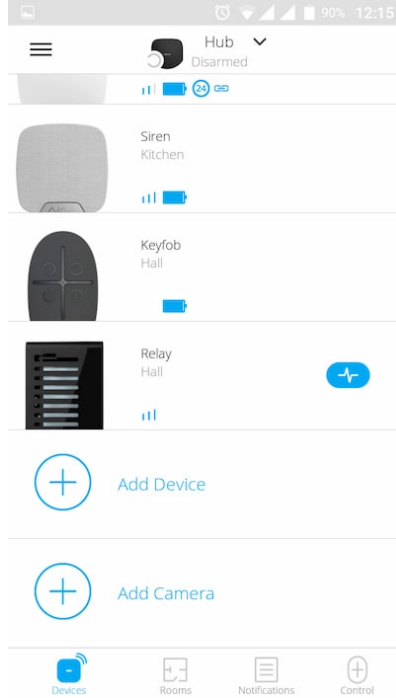 90% 12:15
Hub
Disarmed
24
Siren
Kitchen
Keyfob
Hall
Relay
Hall
Add Device
Add Camera
Devices Rooms Notifications Control